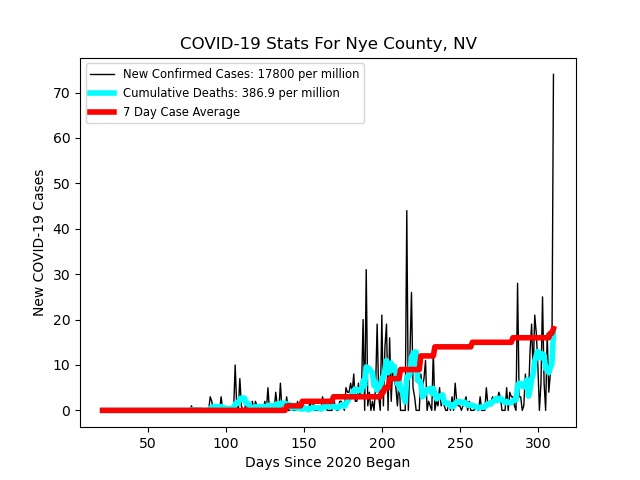 COVID-19 Stats For Nye County, NV
New Confirmed Cases: 17800 per million
Cumulative Deaths: 386.9 per million
7 Day Case Average
New COVID-19 Cases
70
60
50
40
30
20
10
0
50 100 150 200 250 300
Days Since 2020 Began